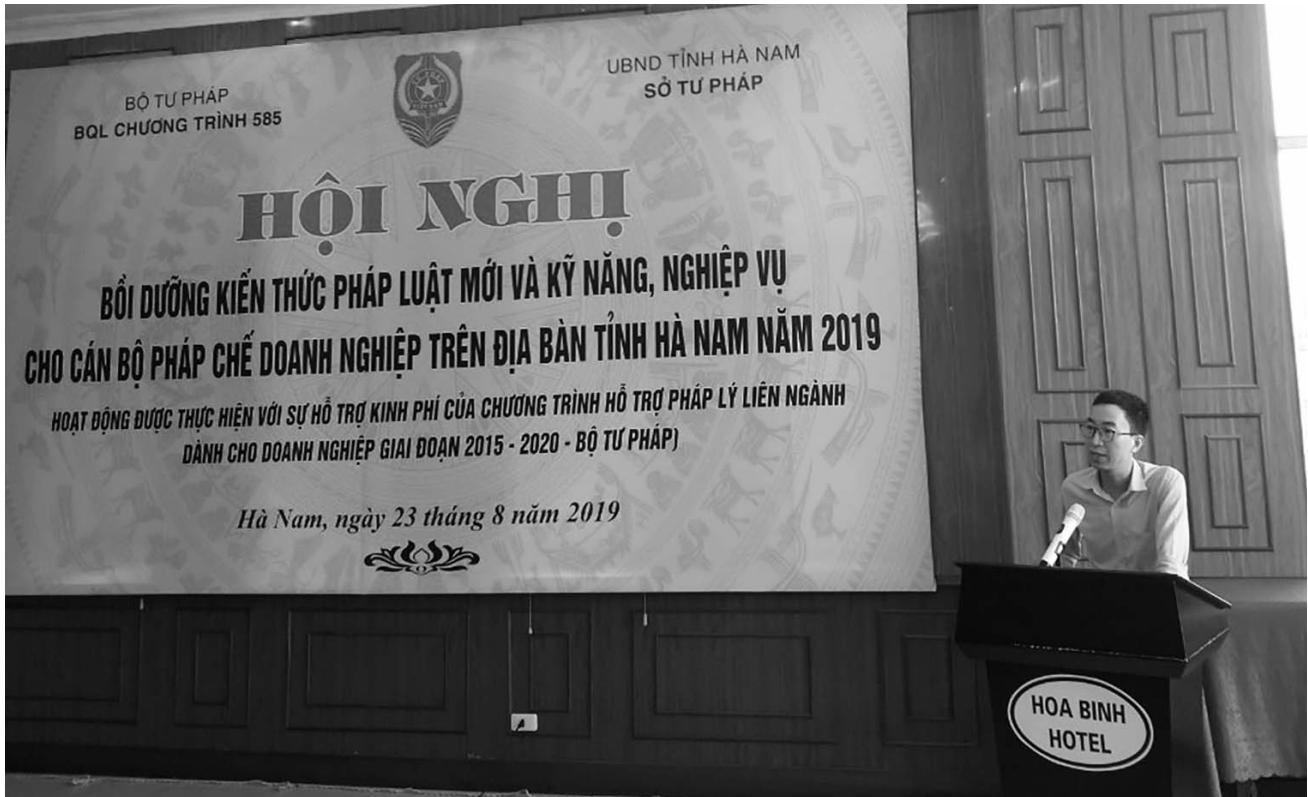 BỘ TƯ PHÁP
BQL CHƯƠNG TRÌNH 585
UBND TỈNH HÀ NAM
SỞ TƯ PHÁP
HỘI NGHỊ
BỒI DƯỠNG KIẾN THỨC PHÁP LUẬT MỚI VÀ KỸ NĂNG, NGHIỆP VỤ
CHO CÁN BỘ PHÁP CHẾ DOANH NGHIỆP TRÊN ĐỊA BÀN TỈNH HÀ NAM NĂM 2019
HOẠT ĐỘNG ĐƯỢC THỰC HIỆN VỚI SỰ HỖ TRỢ KINH PHÍ CỦA CHƯƠNG TRÌNH HỖ TRỢ PHÁP LÝ LIÊN NGÀNH
DÀNH CHO DOANH NGHIỆP GIAI ĐOẠN 2015 - 2020 - BỘ TƯ PHÁP)
Hà Nam, ngày 23 tháng 8 năm 2019
HOA BINH
HOTEL